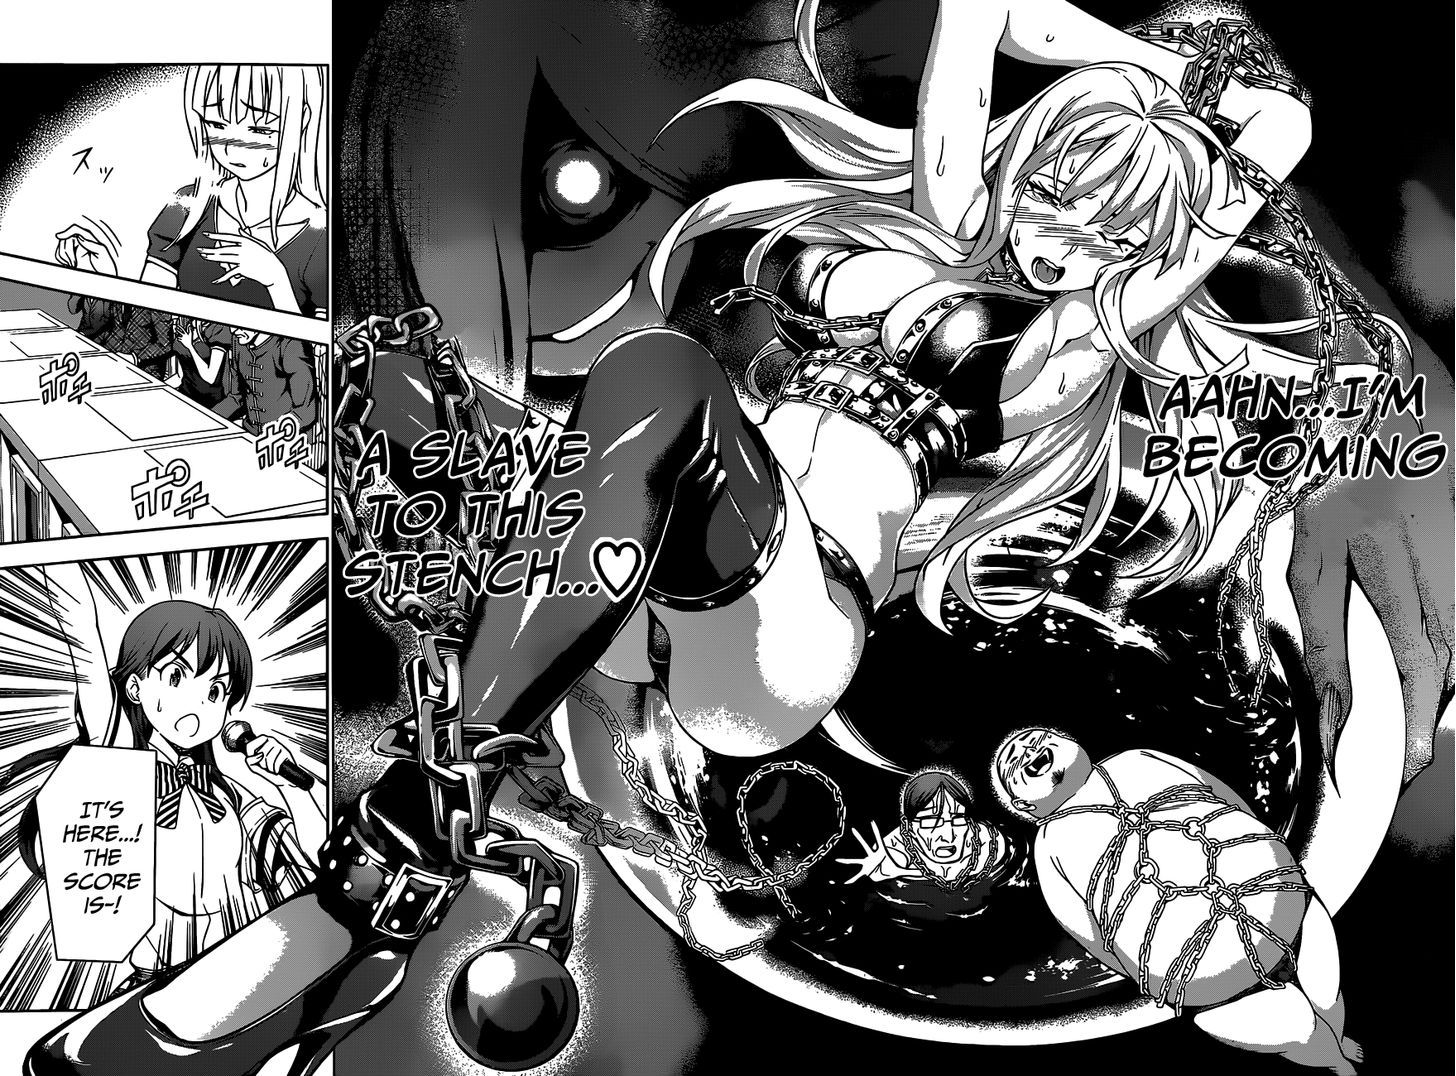 AAHN...I'M
BECOMING
A SLAVE
TO THIS
STENCH...♡
スッ
ポチ
ポチ
ポチ
IT'S
HERE...!
THE
SCORE
IS-!